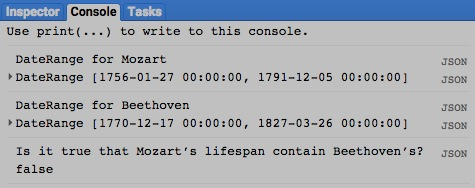 Inspector Console Tasks
Use print(...) to write to this console.
DateRange for Mozart JSON
DateRange [1756-01-27 00:00:00, 1791-12-05 00:00:00] JSON
DateRange for Beethoven JSON
DateRange [1770-12-17 00:00:00, 1827-03-26 00:00:00] JSON
Is it true that Mozart’s lifespan contain Beethoven’s? JSON
false